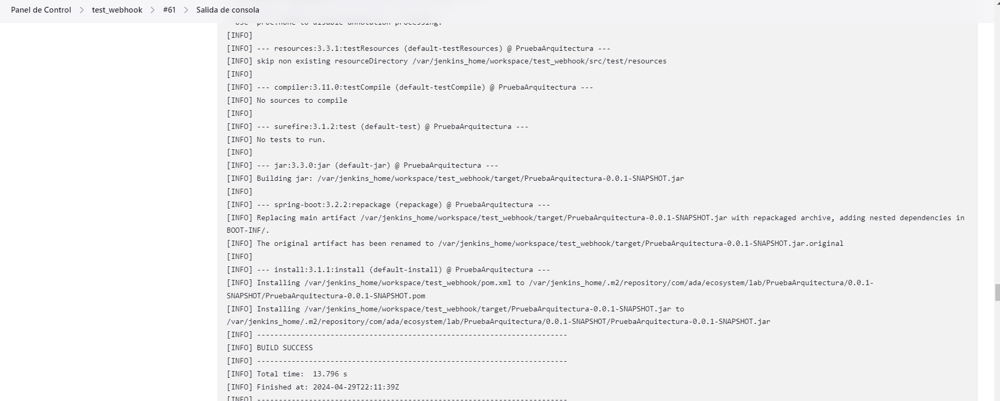 Panel de Control > test_webhook > #61 > Salida de consola
Use -proc:none to disable annotation processing.
[INFO]
[INFO] --- resources:3.3.1:testResources (default-testResources) @ PruebaArquitectura ---
[INFO] skip non existing resourceDirectory /var/jenkins_home/workspace/test_webhook/src/test/resources
[INFO]
[INFO] --- compiler:3.11.0:testCompile (default-testCompile) @ PruebaArquitectura ---
[INFO] No sources to compile
[INFO]
[INFO] --- surefire:3.1.2:test (default-test) @ PruebaArquitectura ---
[INFO] No tests to run.
[INFO]
[INFO] --- jar:3.3.0:jar (default-jar) @ PruebaArquitectura ---
[INFO] Building jar: /var/jenkins_home/workspace/test_webhook/target/PruebaArquitectura-0.0.1-SNAPSHOT.jar
[INFO]
[INFO] --- spring-boot:3.2.2:repackage (repackage) @ PruebaArquitectura ---
[INFO] Replacing main artifact /var/jenkins_home/workspace/test_webhook/target/PruebaArquitectura-0.0.1-SNAPSHOT.jar with repackaged archive, adding nested dependencies in
BOOT-INF/.
[INFO] The original artifact has been renamed to /var/jenkins_home/workspace/test_webhook/target/PruebaArquitectura-0.0.1-SNAPSHOT.jar.original
[INFO]
[INFO] --- install:3.1.1:install (default-install) @ PruebaArquitectura ---
[INFO] Installing /var/jenkins_home/workspace/test_webhook/pom.xml to /var/jenkins_home/.m2/repository/com/ada/ecosystem/lab/PruebaArquitectura/0.0.1-
SNAPSHOT/PruebaArquitectura-0.0.1-SNAPSHOT.pom
[INFO] Installing /var/jenkins_home/workspace/test_webhook/target/PruebaArquitectura-0.0.1-SNAPSHOT.jar to
/var/jenkins_home/.m2/repository/com/ada/ecosystem/lab/PruebaArquitectura/0.0.1-SNAPSHOT/PruebaArquitectura-0.0.1-SNAPSHOT.jar
[INFO] ------------------------------------------------------------------------
[INFO] BUILD SUCCESS
[INFO] ------------------------------------------------------------------------
[INFO] Total time:  13.796 s
[INFO] Finished at: 2024-04-29T22:11:39Z
[INFO] ------------------------------------------------------------------------